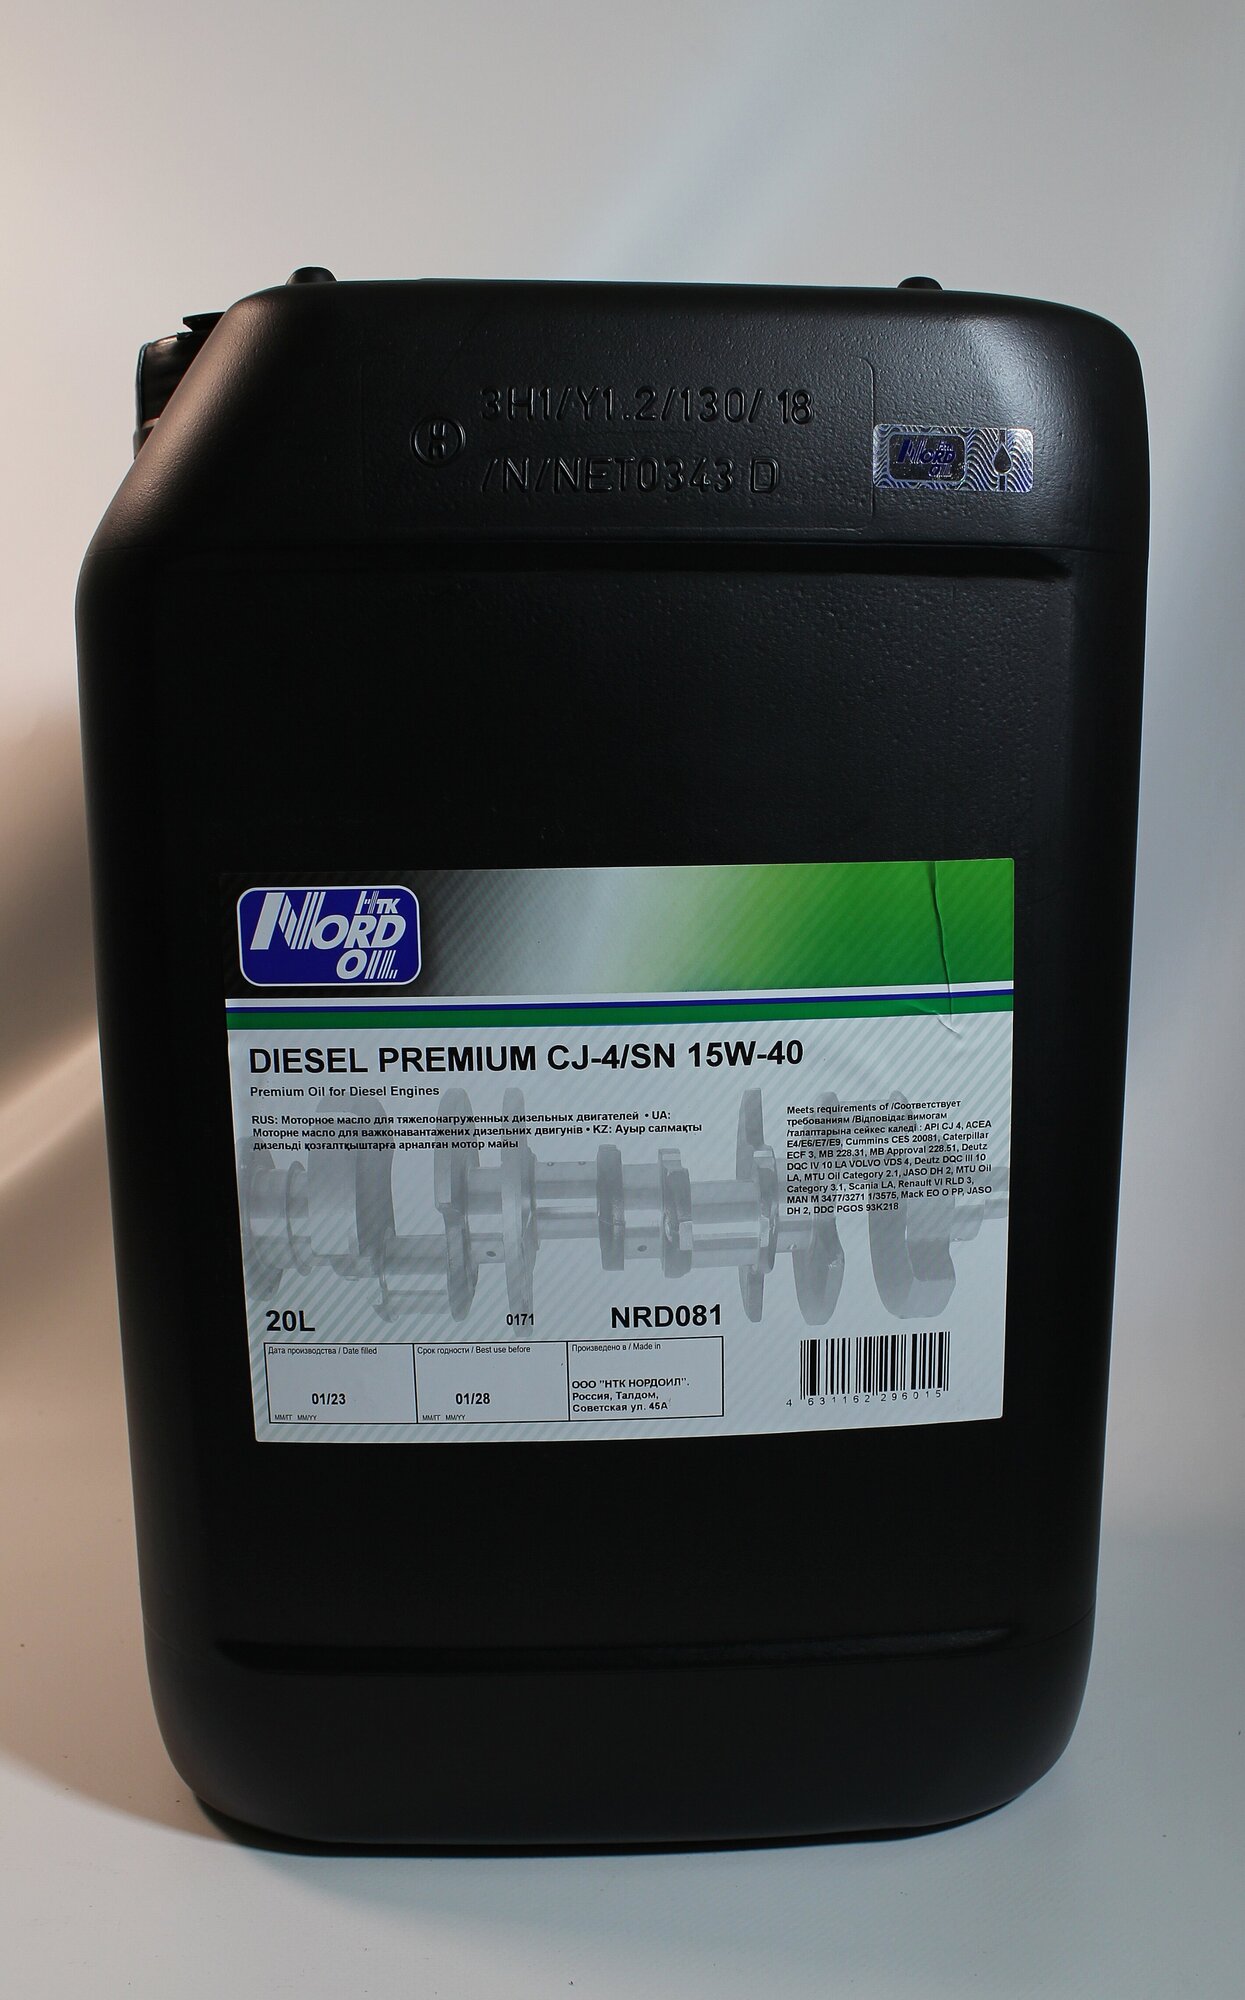 3H1/Y1.2/130/ 18
/N/NET0343 D
НТК
NORD
OIL
НТК
NORD
OIL
DIESEL PREMIUM CJ-4/SN 15W-40
Premium Oil for Diesel Engines
RUS: Моторное масло для тяжелонагруженных дизельных двигателей • UA:
Моторне масло для важконавантажених дизельних двигунів • KZ: Ауыр салмақты
дизельді қозғалтқыштарға арналған мотор майы
Meets requirements of /Соответствует
требованиям /Відповідає вимогам
/талаптарына сейкес каледі : API CJ 4, ACEA
E4/E6/E7/E9, Cummins CES 20081, Caterpillar
ECF 3, MB 228.31, MB Approval 228.51, Deutz
DQC IV 10 LA VOLVO VDS 4, Deutz DQC III 10
LA, MTU Oil Category 2.1, JASO DH 2, MTU Oil
Category 3.1, Scania LA, Renault VI RLD 3,
MAN M 3477/3271 1/3575, Mack EO O PP, JASO
DH 2, DDC PGOS 93K218
20L 0171 NRD081
Дата производства / Date filled
01/23
ММ/ГГ MM/YY
Срок годности / Best use before
01/28
ММ/ГГ MM/YY
Произведено в / Made in
ООО "НТК НОРДОИЛ".
Россия, Талдом,
Советская ул. 45А
4 631162 296015